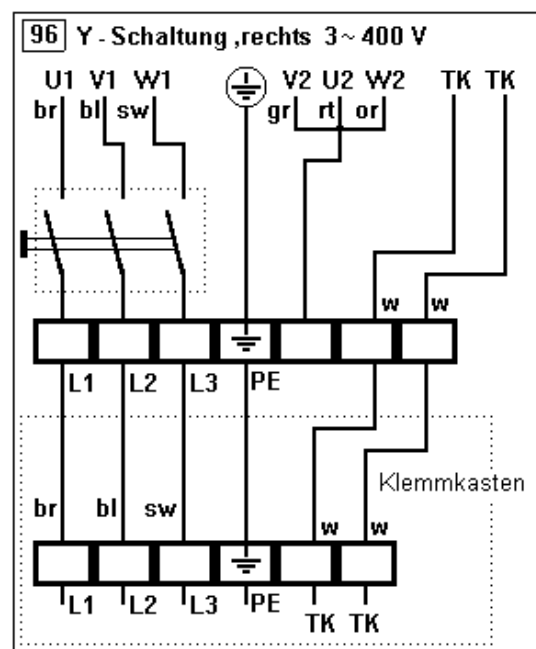 96 Y - Schaltung ,rechts 3~ 400 V
U1 V1 W1 V2 U2 W2 TK TK
br bl sw gr rt or
w w
L1 L2 L3 PE
Klemmkasten
br bl sw
w w
L1 L2 L3 PE
TK TK